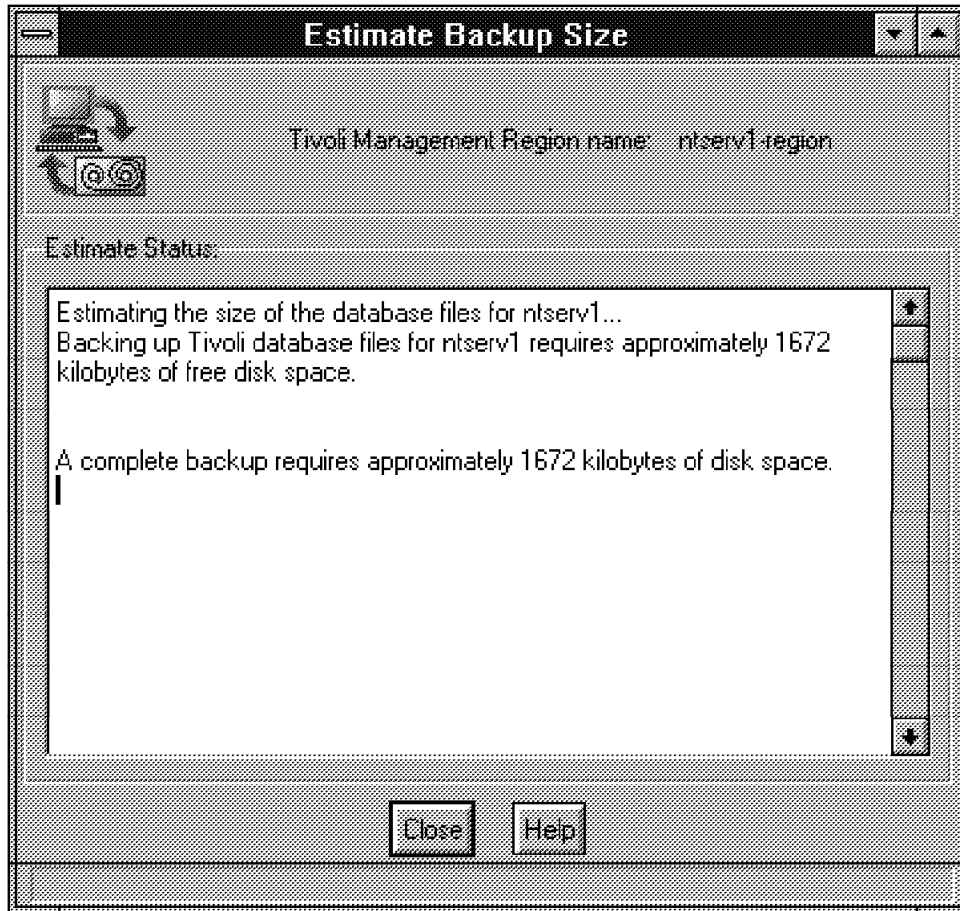 Estimate Backup Size
Tivoli Management Region name: ntserv1-region
Estimate Status:
Estimating the size of the database files for ntserv1...
Backing up Tivoli database files for ntserv1 requires approximately 1672
kilobytes of free disk space.
A complete backup requires approximately 1672 kilobytes of disk space.
Close Help